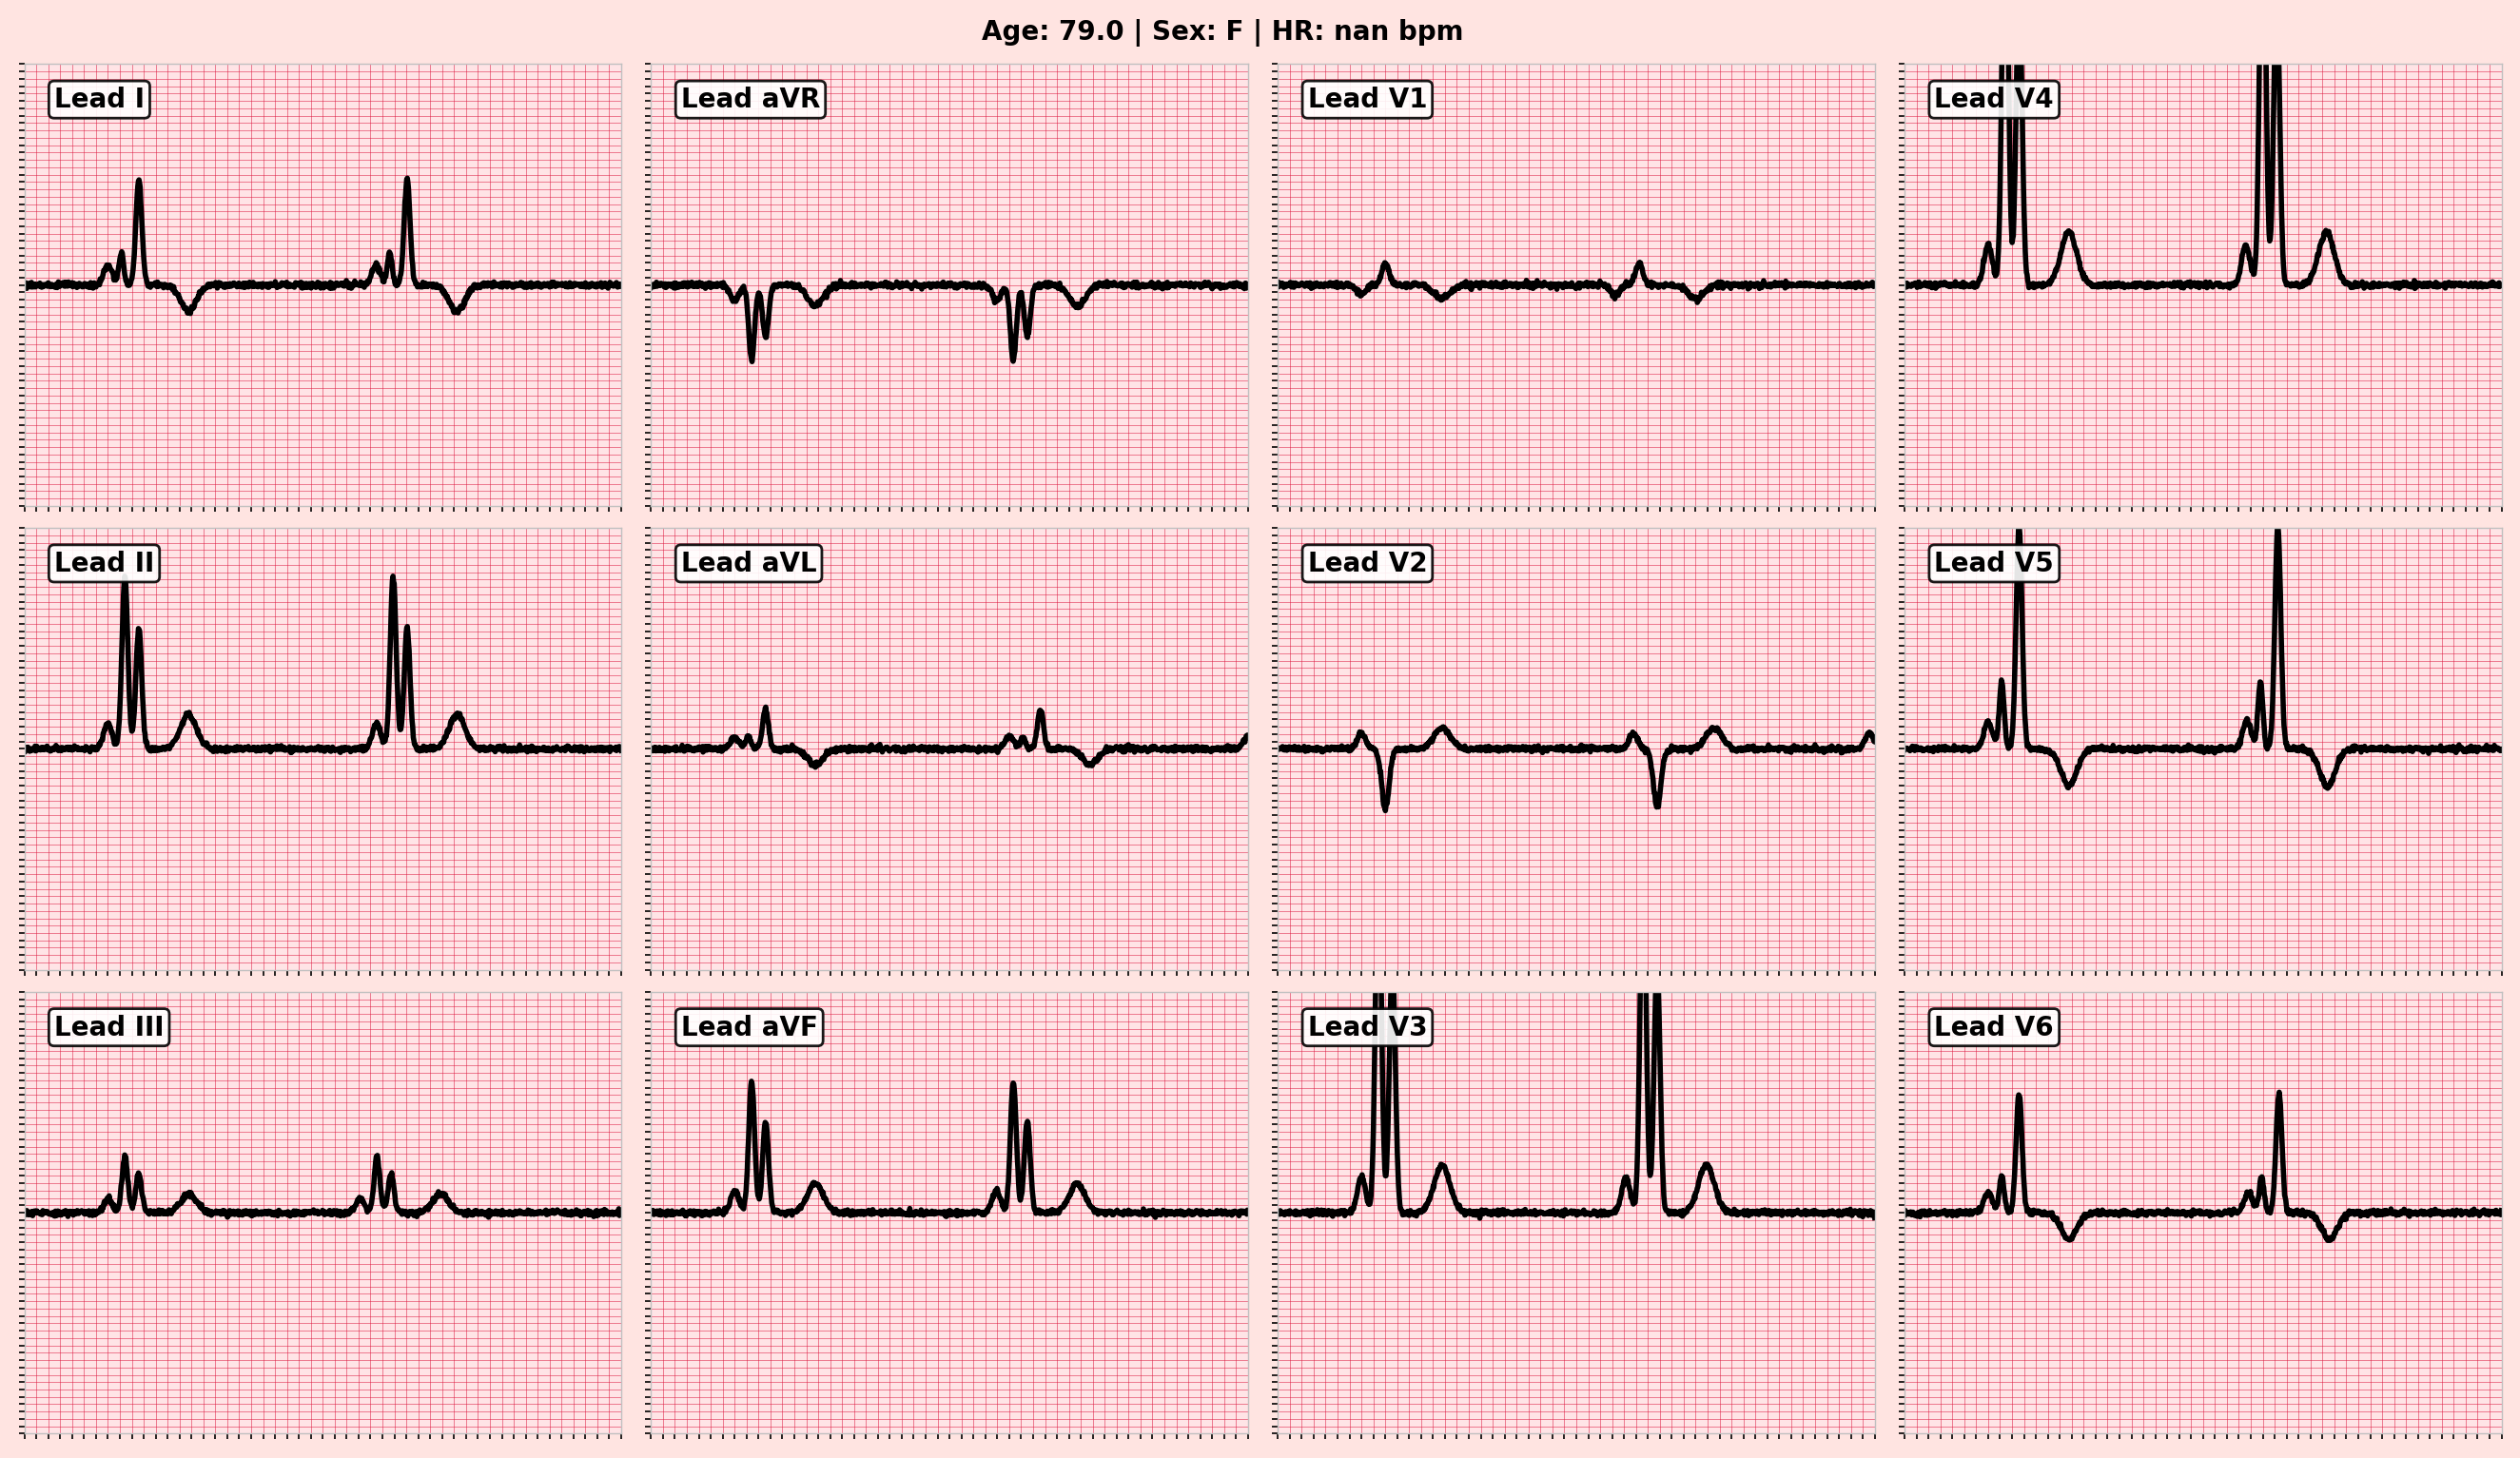 Age: 79.0 | Sex: F | HR: nan bpm
Lead I
Lead aVR
Lead V1
Lead V4
Lead II
Lead aVL
Lead V2
Lead V5
Lead III
Lead aVF
Lead V3
Lead V6